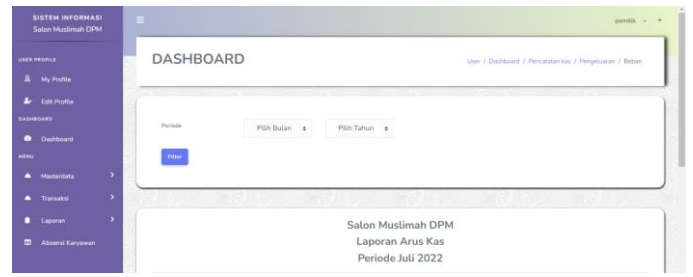 SISTEM INFORMASI
Salon Muslimah DPM
USER PROFILE
My Profile
Edit Profile
DASHBOARD
Dashboard
MENU
Masterdata
Transaksi
Laporan
Absensi Karyawan
pemilik
DASHBOARD
User / Dashboard / Pencatatan kas / Pengeluaran / Beban
Periode
Pilih Bulan
Pilih Tahun
Filter
Salon Muslimah DPM
Laporan Arus Kas
Periode Juli 2022